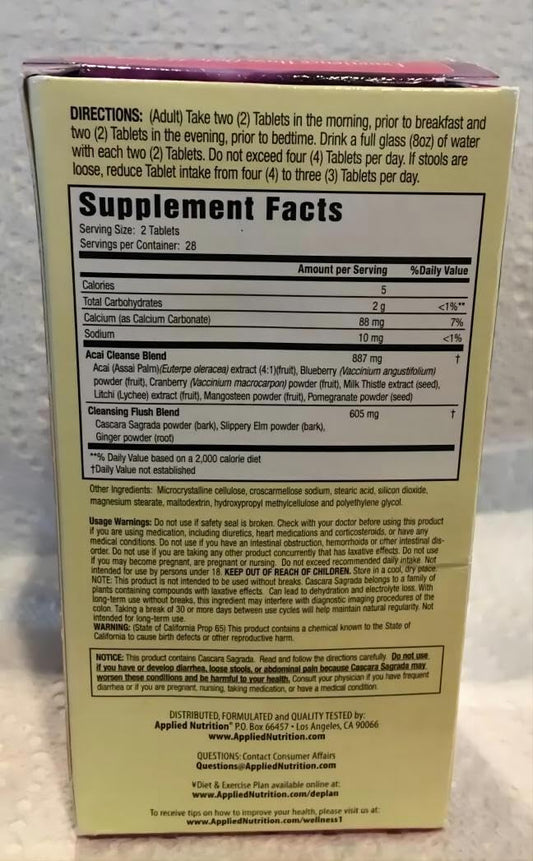 DIRECTIONS: (Adult) Take two (2) Tablets in the morning, prior to breakfast and
two (2) Tablets in the evening, prior to bedtime. Drink a full glass (8oz) of water
with each two (2) Tablets. Do not exceed four (4) Tablets per day. If stools are
loose, reduce Tablet intake from four (4) to three (3) Tablets per day.
Supplement Facts
Serving Size: 2 Tablets
Servings per Container: 28
Amount per Serving %Daily Value
Calories 5
Total Carbohydrates 2 g <1%**
Calcium (as Calcium Carbonate) 88 mg 7%
Sodium 10 mg <1%
Acai Cleanse Blend 887 mg †
Acai (Assai Palm)(Euterpe oleracea) extract (4:1)(fruit), Blueberry (Vaccinium angustifolium)
powder (fruit), Cranberry (Vaccinium macrocarpon) powder (fruit), Milk Thistle extract (seed),
Litchi (Lychee) extract (fruit), Mangosteen powder (fruit), Pomegranate powder (seed)
Cleansing Flush Blend 605 mg †
Cascara Sagrada powder (bark), Slippery Elm powder (bark),
Ginger powder (root)
**% Daily Value based on a 2,000 calorie diet
†Daily Value not established
Other Ingredients: Microcrystalline cellulose, croscarmellose sodium, stearic acid, silicon dioxide,
magnesium stearate, maltodextrin, hydroxypropyl methylcellulose and polyethylene glycol.
Usage Warnings: Do not use if safety seal is broken. Check with your doctor before using this product
if you are using medication, including diuretics, heart medications and corticosteroids, or have any
medical conditions. Do not use if you have an intestinal obstruction, hemorrhoids or other intestinal dis-
order. Do not use if you are taking any other product concurrently that has laxative effects. Do not use
if you may become pregnant, are pregnant or nursing. Do not exceed recommended daily intake. Not
intended for use by persons under 18. KEEP OUT OF REACH OF CHILDREN. Store in a cool, dry place.
NOTE: This product is not intended to be used without breaks. Cascara Sagrada belongs to a family of
plants containing compounds with laxative effects. Can lead to dehydration and electrolyte loss. With
long-term use without breaks, this ingredient may interfere with diagnostic imaging procedures of the
colon. Taking a break of 30 or more days between use cycles will help maintain natural regularity. Not
intended for long-term use.
WARNING: (State of California Prop 65) This product contains a chemical known to the State of
California to cause birth defects or other reproductive harm.
NOTICE: This product contains Cascara Sagrada. Read and follow the directions carefully. Do not use
if you have or develop diarrhea, loose stools, or abdominal pain because Cascara Sagrada may
worsen these conditions and be harmful to your health. Consult your physician if you have frequent
diarrhea or if you are pregnant, nursing, taking medication, or have a medical condition.
DISTRIBUTED, FORMULATED and QUALITY TESTED by:
Applied Nutrition® P.O. Box 66457 • Los Angeles, CA 90066
www.AppliedNutrition.com
QUESTIONS: Contact Consumer Affairs
Questions@AppliedNutrition.com
¥Diet & Exercise Plan available online at:
www.AppliedNutrition.com/deplan
To receive tips on how to improve your health, please visit us at:
www.AppliedNutrition.com/wellness1